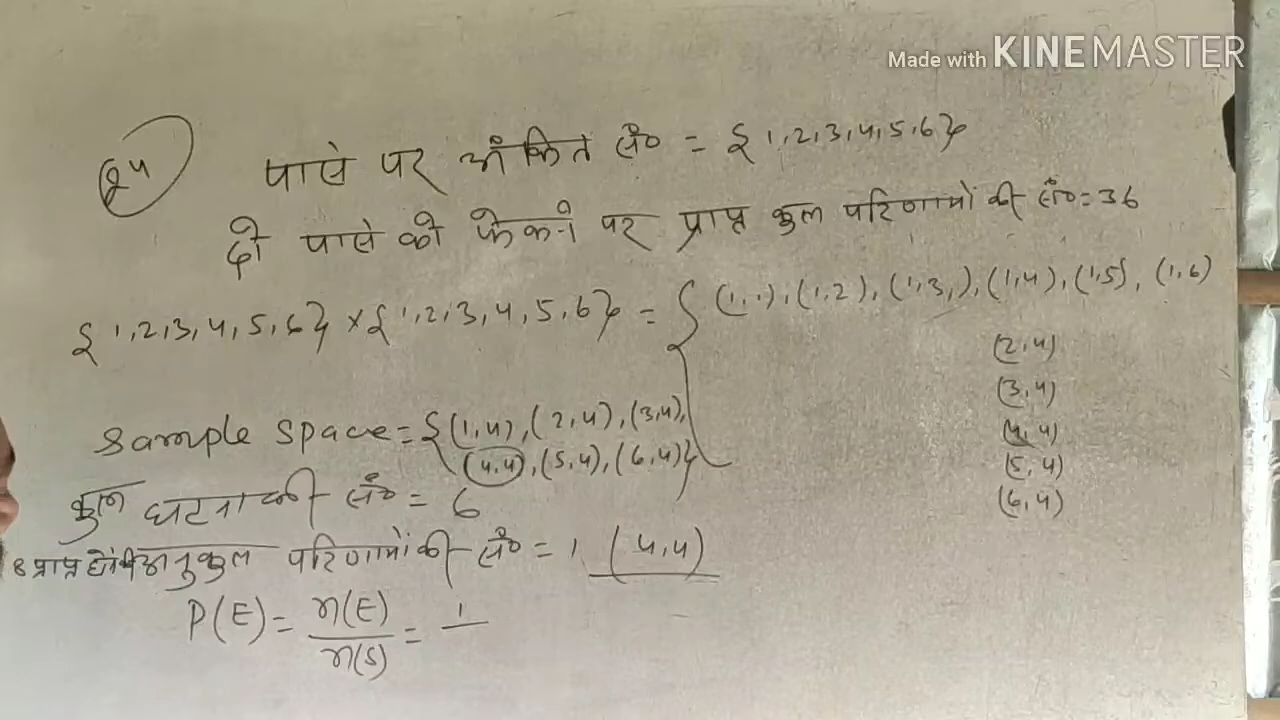 Made with KINEMASTER
24 पासे पर अंकित सं० = {1,2,3,4,5,6}
दो पासे को फेंकने पर प्राप्त कुल परिणामों की सं० = 36
{1,2,3,4,5,6} × {1,2,3,4,5,6} = {(1,1), (1,2), (1,3,), (1,4), (1,5), (1,6)
(2,4)
(3,4)
(4,4)
(5,4)
(6,4)
Sample space = {(1,4), (2,4), (3,4),
(4,4), (5,4), (6,4)}
कुल घटना की सं० = 6
8 प्राप्त होने की अनुकूल परिणामों की सं० = 1 (4,4)
P(E) = n(E)/n(S) = 1/